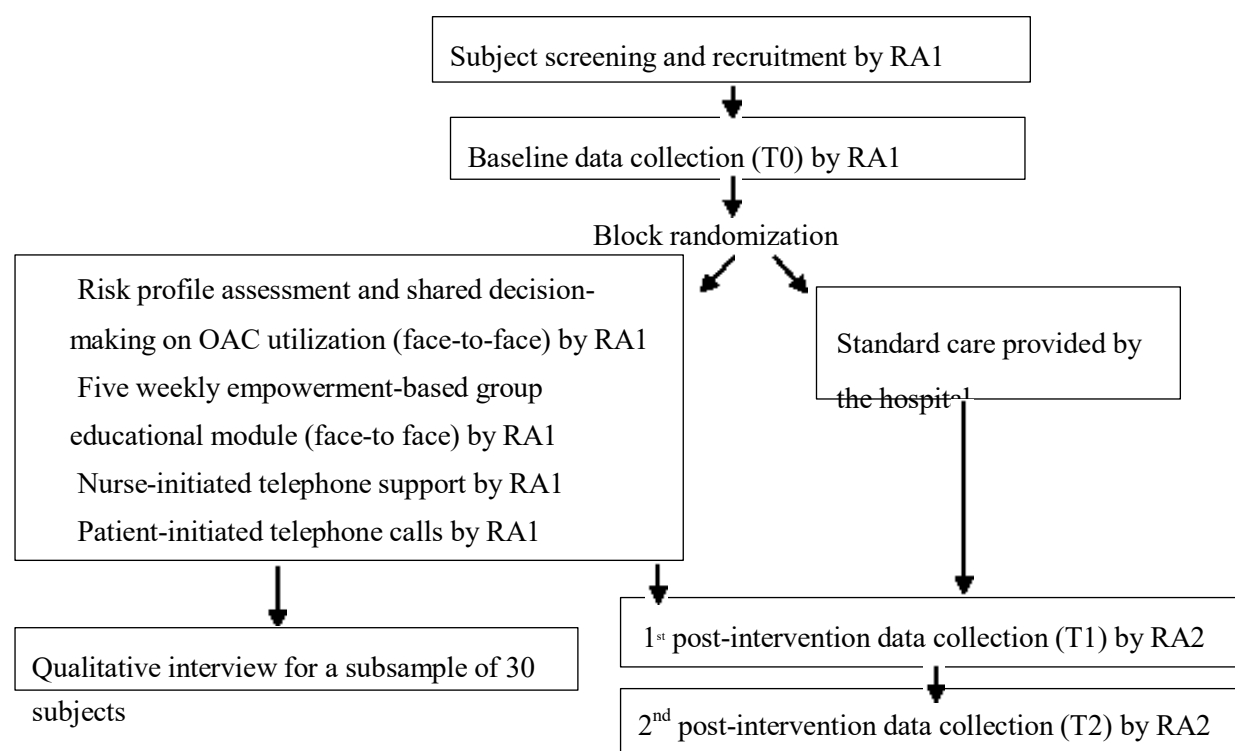 Subject screening and recruitment by RA1
Baseline data collection (T0) by RA1
Block randomization
Risk profile assessment and shared decision-
making on OAC utilization (face-to-face) by RA1
Five weekly empowerment-based group
educational module (face-to face) by RA1
Nurse-initiated telephone support by RA1
Patient-initiated telephone calls by RA1
Standard care provided by
the hospital
Qualitative interview for a subsample of 30
subjects
1st post-intervention data collection (T1) by RA2
2nd post-intervention data collection (T2) by RA2